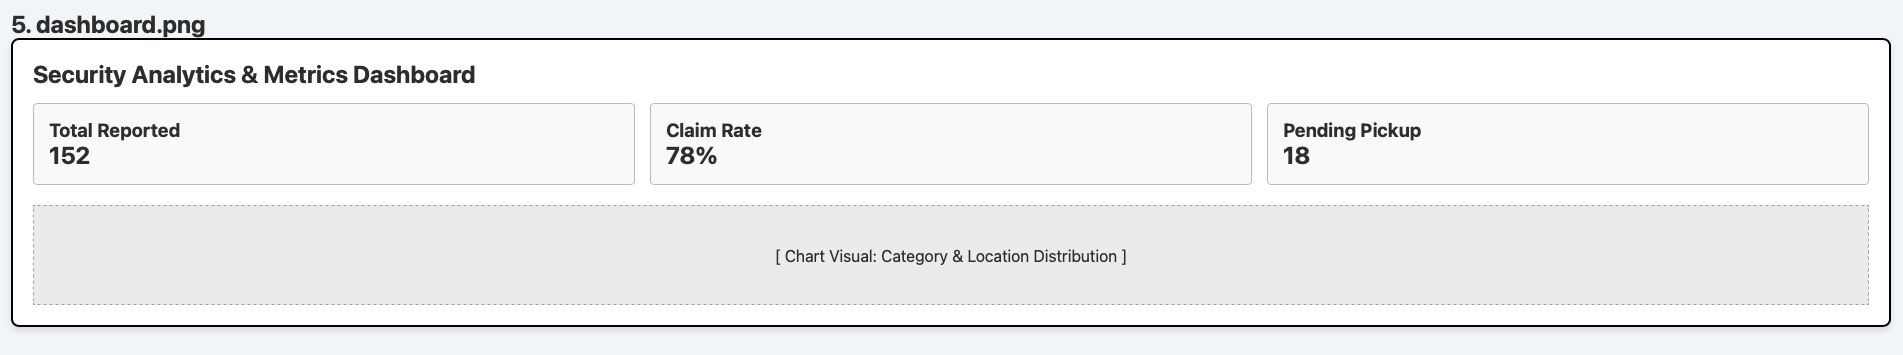 5. dashboard.png
Security Analytics & Metrics Dashboard
Total Reported
152
Claim Rate
78%
Pending Pickup
18
[ Chart Visual: Category & Location Distribution ]